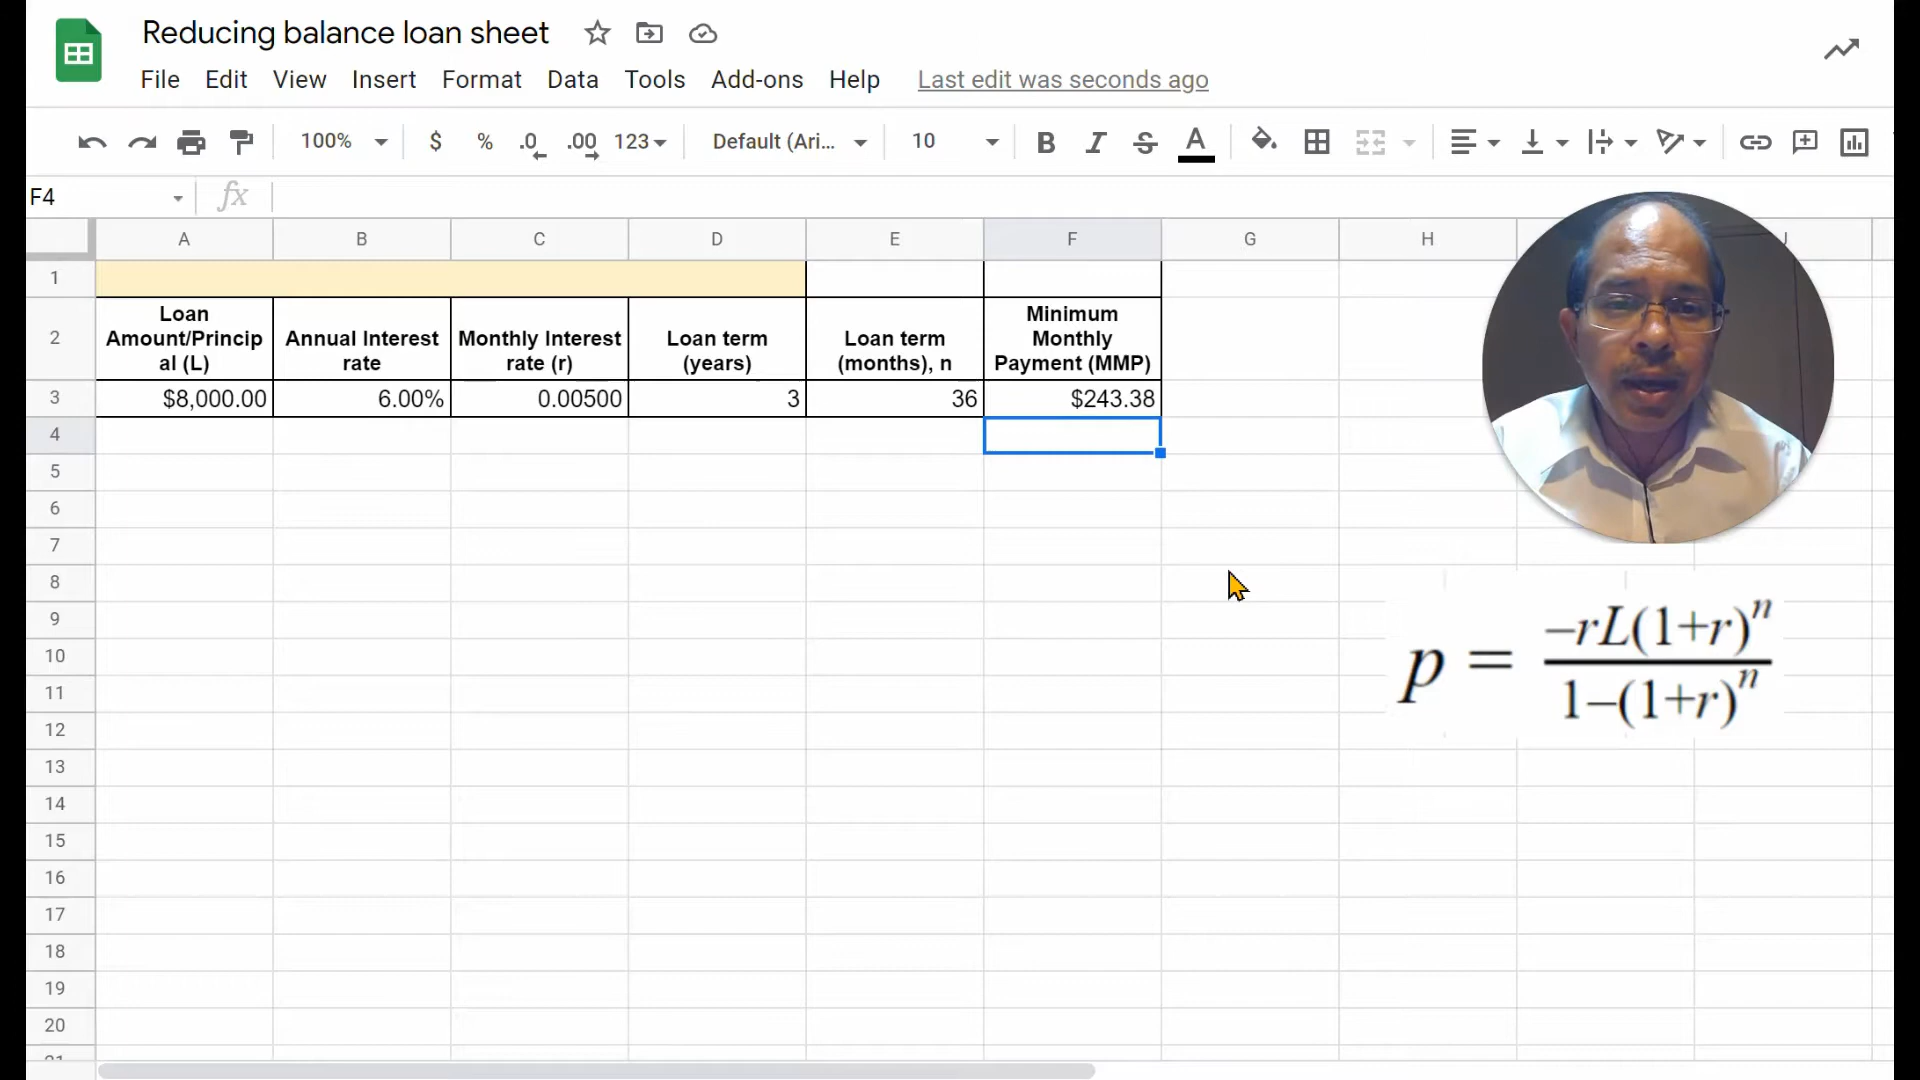 Reducing balance loan sheet
File Edit View Insert Format Data Tools Add-ons Help Last edit was seconds ago
100% $ % .0 .00 123 Default (Ari... 10 B I S A
F4 fx
A B C D E F G H J
1
2 Loan Amount/Principal (L) Annual Interest rate Monthly Interest rate (r) Loan term (years) Loan term (months), n Minimum Monthly Payment (MMP)
3 $8,000.00 6.00% 0.00500 3 36 $243.38
4
5
6
7
8
9
10
11
12
13
14
15
16
17
18
19
20
21
p = −rL(1+r)^n / 1−(1+r)^n